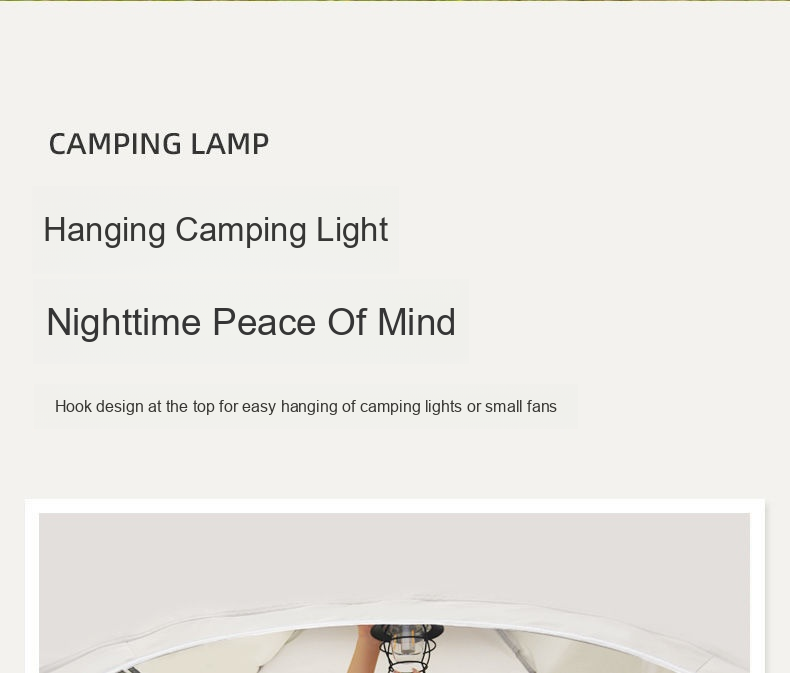 CAMPING LAMP
Hanging Camping Light
Nighttime Peace Of Mind
Hook design at the top for easy hanging of camping lights or small fans